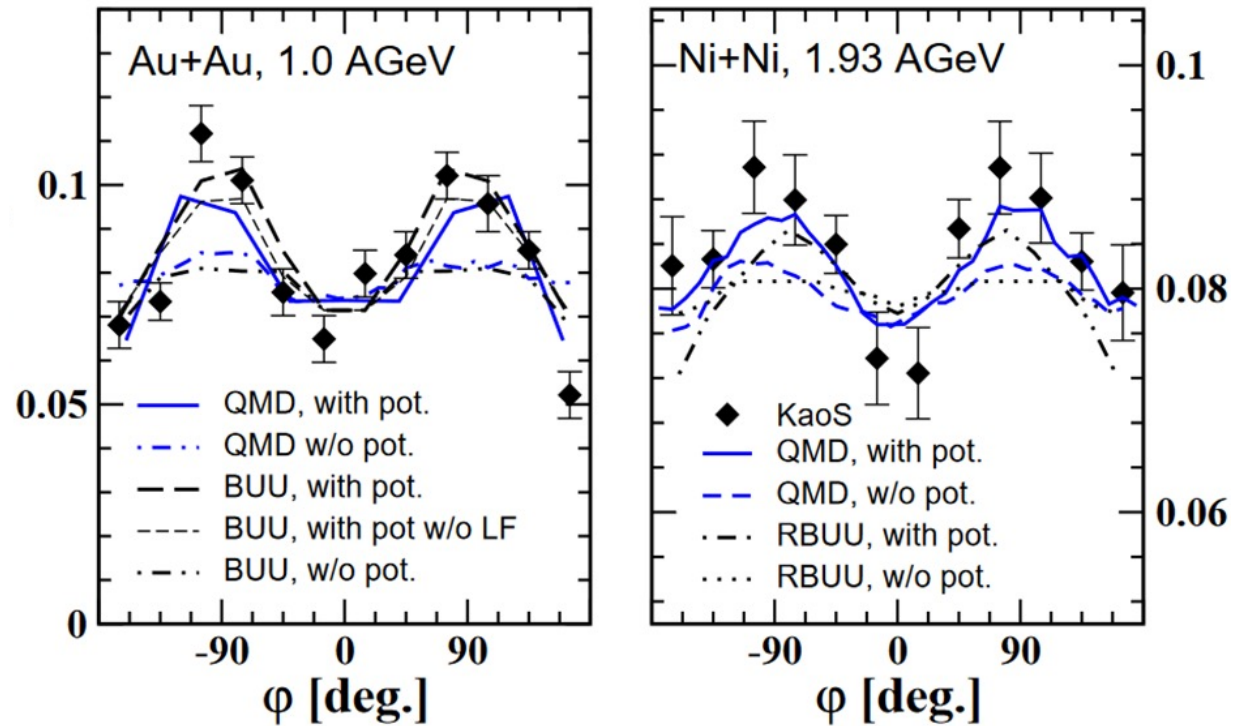 Au+Au, 1.0 AGeV
0.1
0.05
0
QMD, with pot.
QMD w/o pot.
BUU, with pot.
BUU, with pot w/o LF
BUU, w/o pot.
-90 0 90
φ [deg.]
Ni+Ni, 1.93 AGeV
0.1
0.08
0.06
KaoS
QMD, with pot.
QMD, w/o pot.
RBUU, with pot.
RBUU, w/o pot.
-90 0 90
φ [deg.]